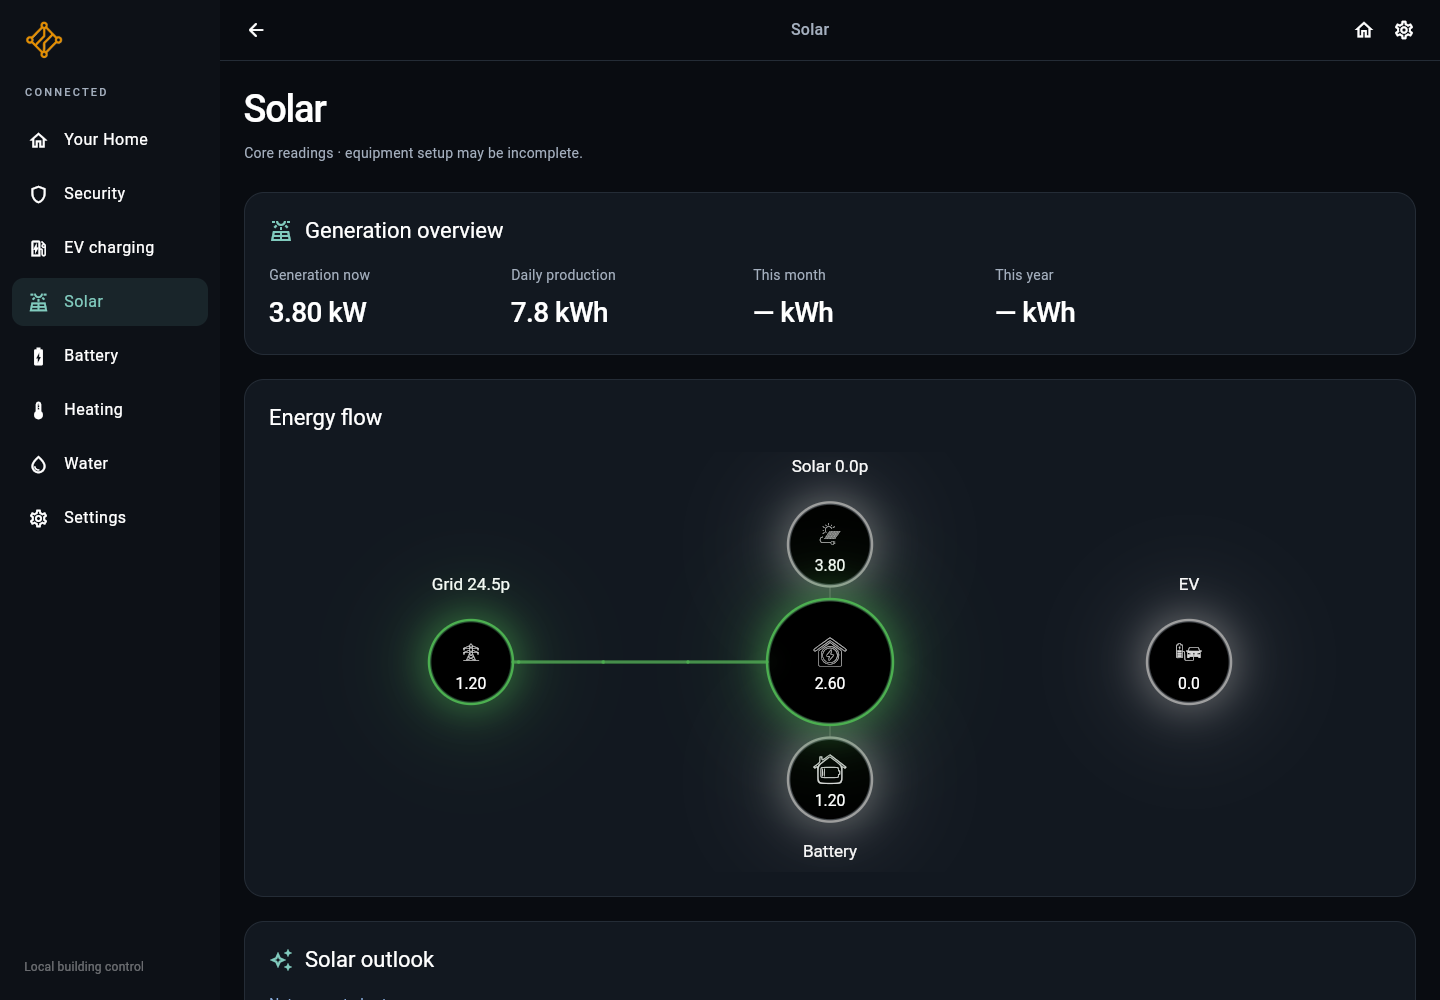 Solar
CONNECTED
Your Home
Security
EV charging
Solar
Battery
Heating
Water
Settings
Local building control
Solar
Core readings · equipment setup may be incomplete.
Generation overview
Generation now
3.80 kW
Daily production
7.8 kWh
This month
— kWh
This year
— kWh
Energy flow
Solar 0.0p
3.80
Grid 24.5p
1.20
2.60
EV
0.0
1.20
Battery
Solar outlook